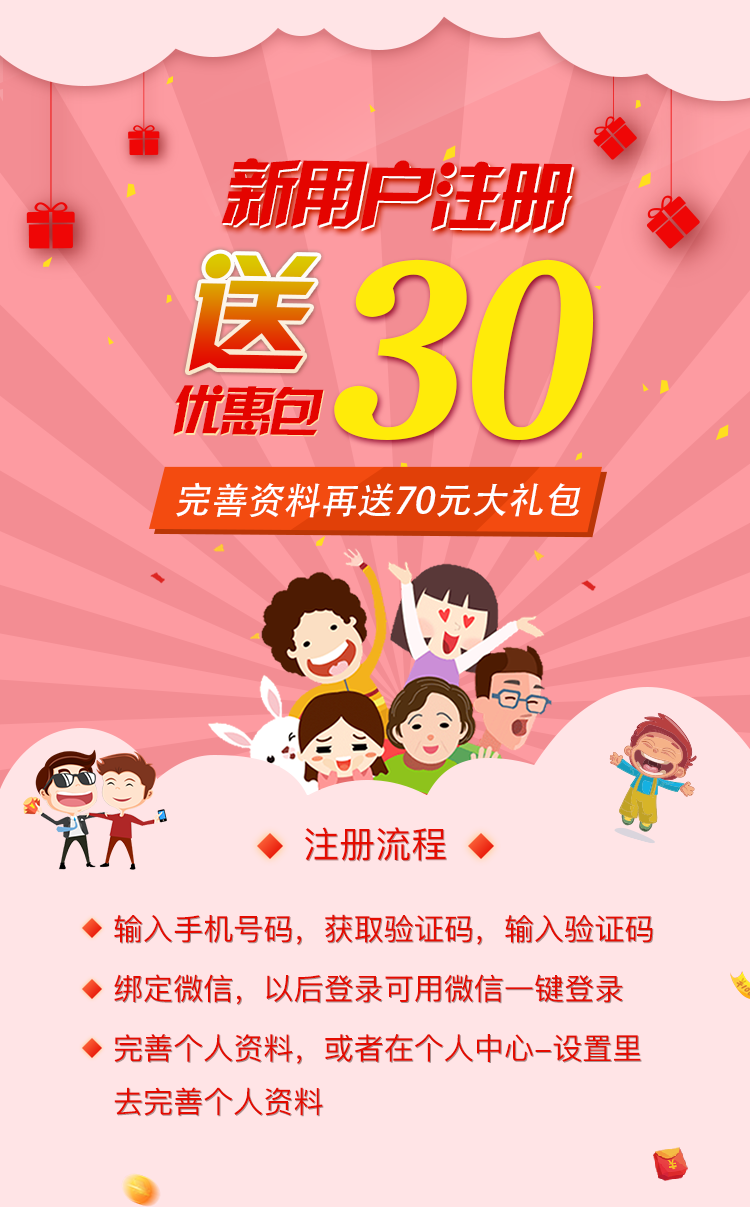 新用户注册
送30
优惠包
完善资料再送70元大礼包
注册流程
输入手机号码，获取验证码，输入验证码
绑定微信，以后登录可用微信一键登录
完善个人资料，或者在个人中心-设置里
去完善个人资料